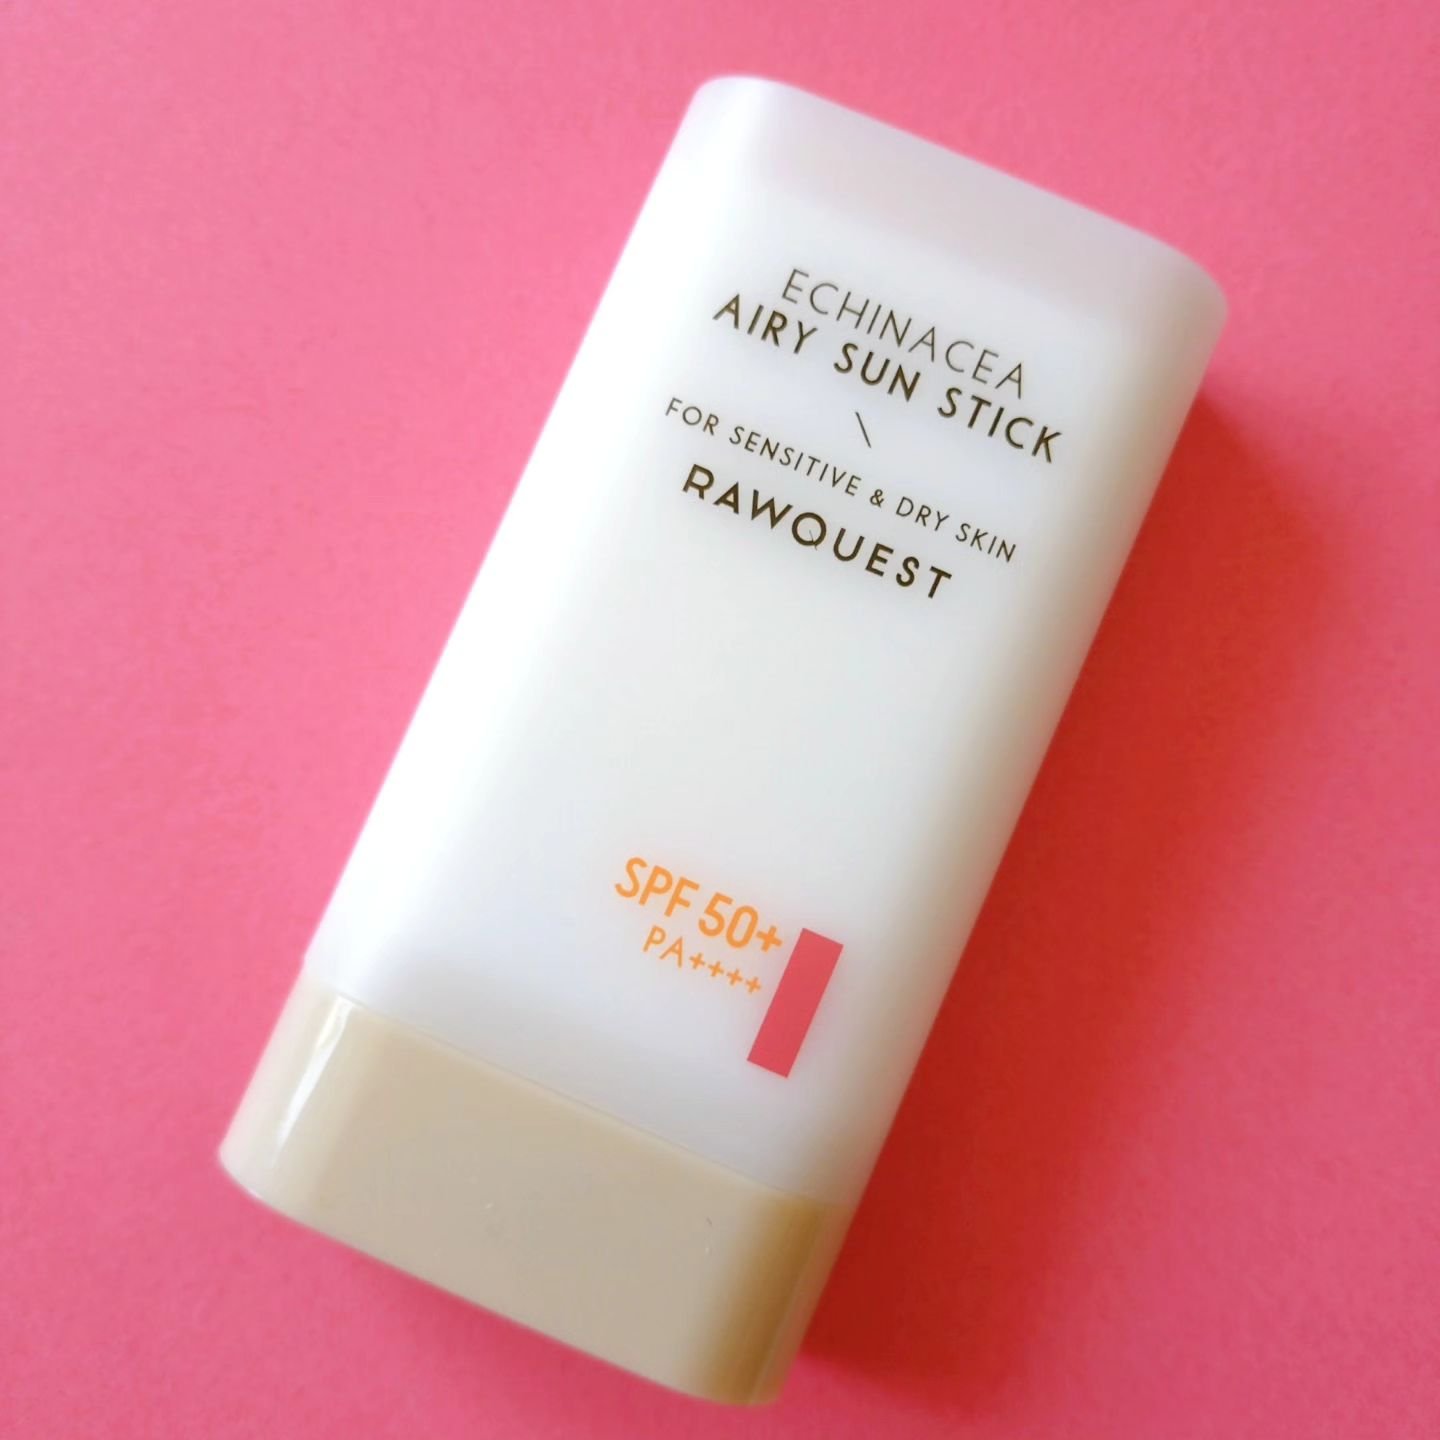 ECHINACEA
AIRY SUN STICK
\
FOR SENSITIVE & DRY SKIN
RAWQUEST
SPF 50+
PA++++